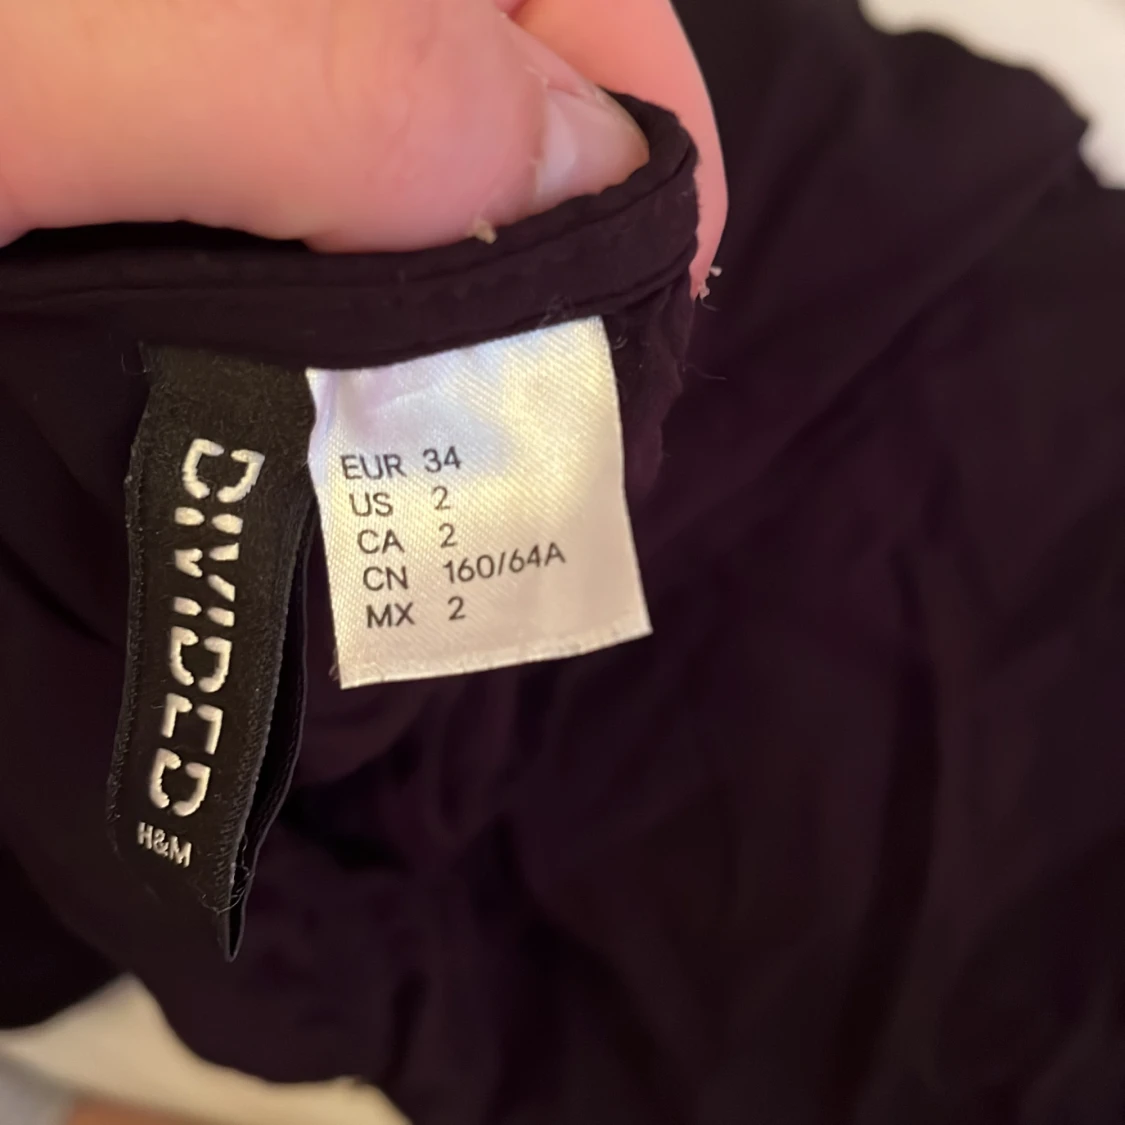 DIVIDED
H&M
EUR 34
US 2
CA 2
CN 160/64A
MX 2